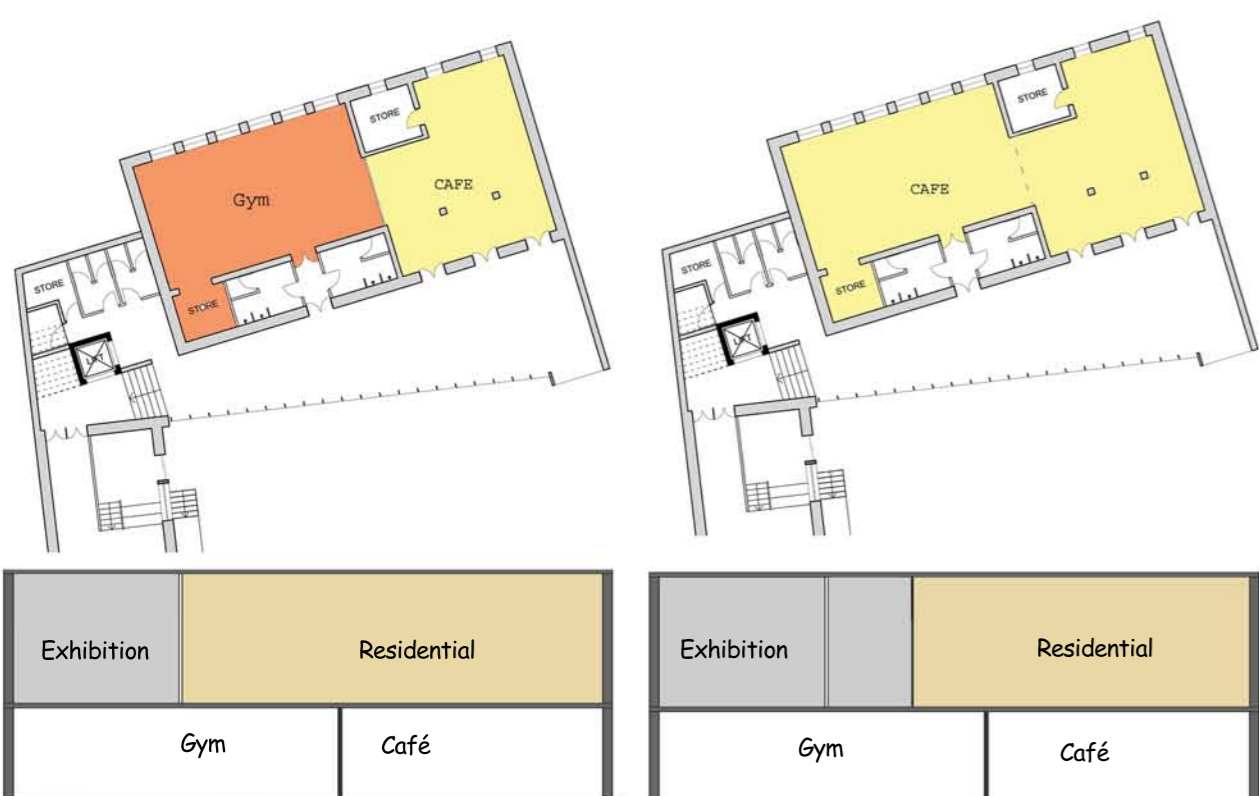 STORE
Gym
CAFE
STORE
STORE
LIFT
STORE
CAFE
STORE
STORE
LIFT
Exhibition
Residential
Gym
Café
Exhibition
Residential
Gym
Café